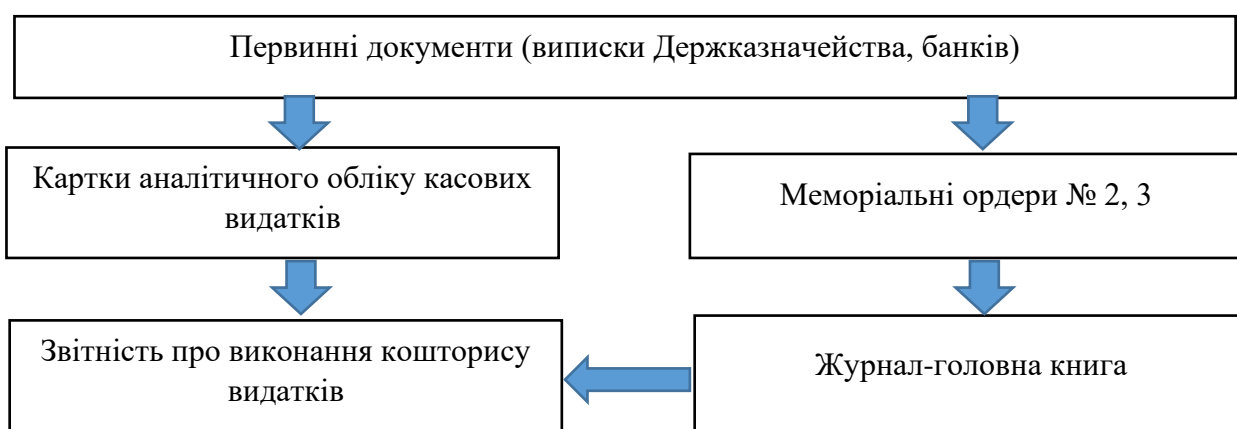 Первинні документи (виписки Держказначейства, банків)
Картки аналітичного обліку касових
видатків
Меморіальні ордери № 2, 3
Звітність про виконання кошторису
видатків
Журнал-головна книга